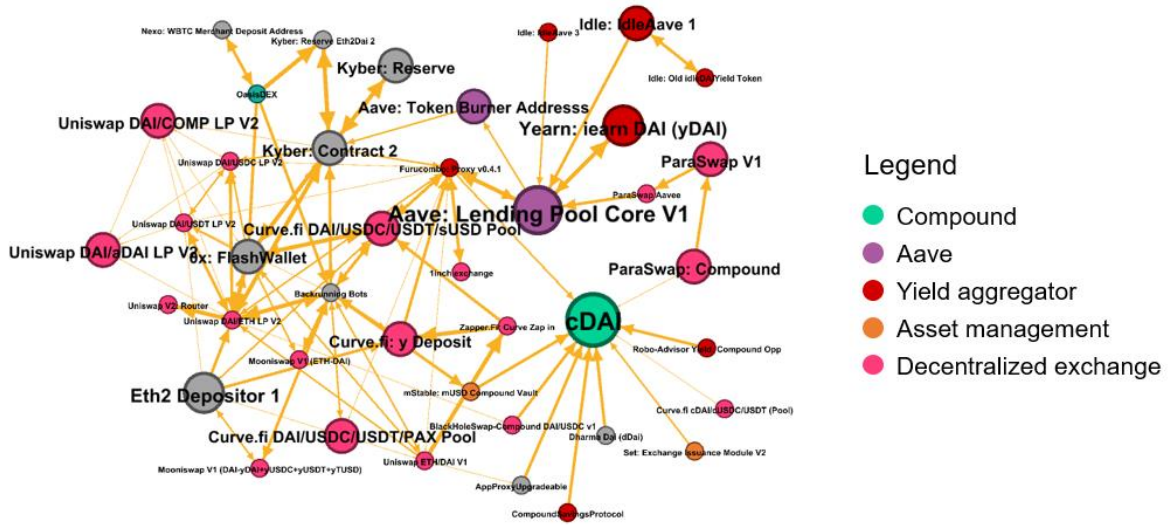 Nexo: WBTC Merchant Deposit Address
Kyber: Reserve Eth2Dai 2
Idle: IdleAave 3
Idle: IdleAave 1
Kyber: Reserve
Idle: Old idleDAIYield Token
OasisDEX
Aave: Token Burner Addresss
Uniswap DAI/COMP LP V2
Yearn: iearn DAI (yDAI)
Kyber: Contract 2
Uniswap DAI/USDC LP V2
Furucombo: Proxy v0.4.1
ParaSwap V1
ParaSwap Aavee
Aave: Lending Pool Core V1
Uniswap DAI/USDT LP V2
Curve.fi DAI/USDC/USDT/sUSD Pool
Uniswap DAI/aDAI LP V2
0x: FlashWallet
1inch exchange
ParaSwap: Compound
Backrunning Bots
Uniswap V2: Router
Uniswap DAI/ETH LP V2
Zapper.Fi: Curve Zap in
cDAI
Curve.fi: y Deposit
Robo-Advisor Yield: Compound Opp
Mooniswap V1 (ETH-DAI)
Eth2 Depositor 1
mStable: mUSD Compound Vault
Curve.fi cDAI/cUSDC/USDT (Pool)
BlackHoleSwap-Compound DAI/USDC v1
Curve.fi DAI/USDC/USDT/PAX Pool
Dharma Dai (dDai)
Set: Exchange Issuance Module V2
Mooniswap V1 (DAI-yDAI+yUSDC+yUSDT+yTUSD)
Uniswap ETH/DAI V1
AppProxyUpgradeable
CompoundSavingsProtocol
Legend
Compound
Aave
Yield aggregator
Asset management
Decentralized exchange